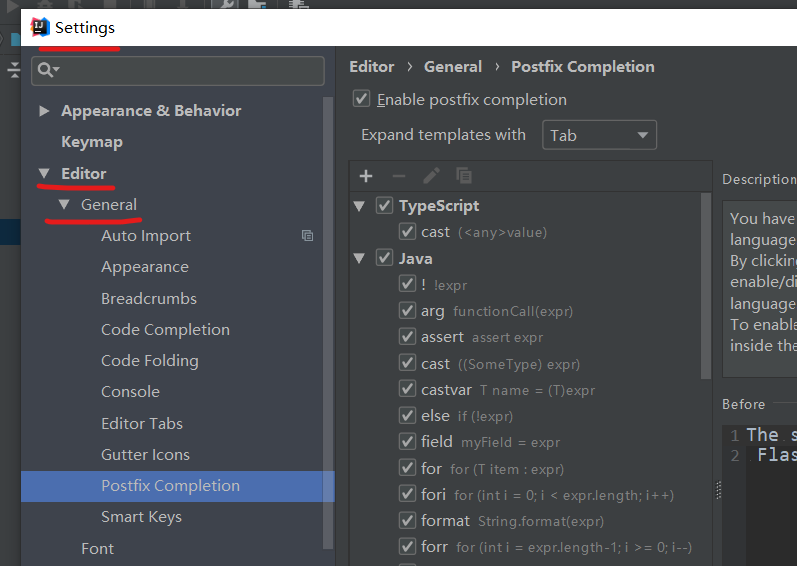 Settings
Appearance & Behavior
Keymap
Editor
General
Auto Import
Appearance
Breadcrumbs
Code Completion
Code Folding
Console
Editor Tabs
Gutter Icons
Postfix Completion
Smart Keys
Font
Editor › General › Postfix Completion
Enable postfix completion
Expand templates with Tab
TypeScript
cast (<any>value)
Java
! !expr
arg functionCall(expr)
assert assert expr
cast ((SomeType) expr)
castvar T name = (T)expr
else if (!expr)
field myField = expr
for for (T item : expr)
fori for (int i = 0; i < expr.length; i++)
format String.format(expr)
forr for (int i = expr.length-1; i >= 0; i--)
Description
You have
language
By clickin
enable/di
language
To enable
inside the
Before
1 The s
2 Flas